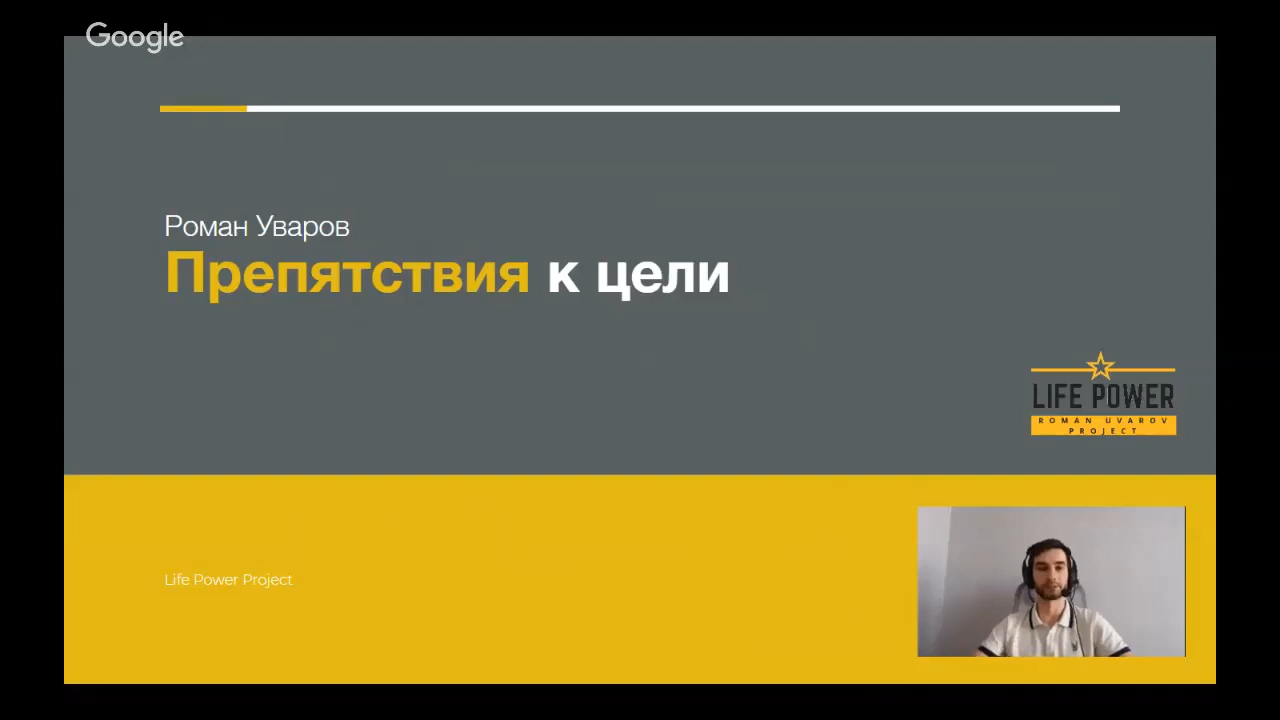 Google
Роман Уваров
Препятствия к цели
LIFE POWER
ROMAN UVAROV
PROJECT
Life Power Project